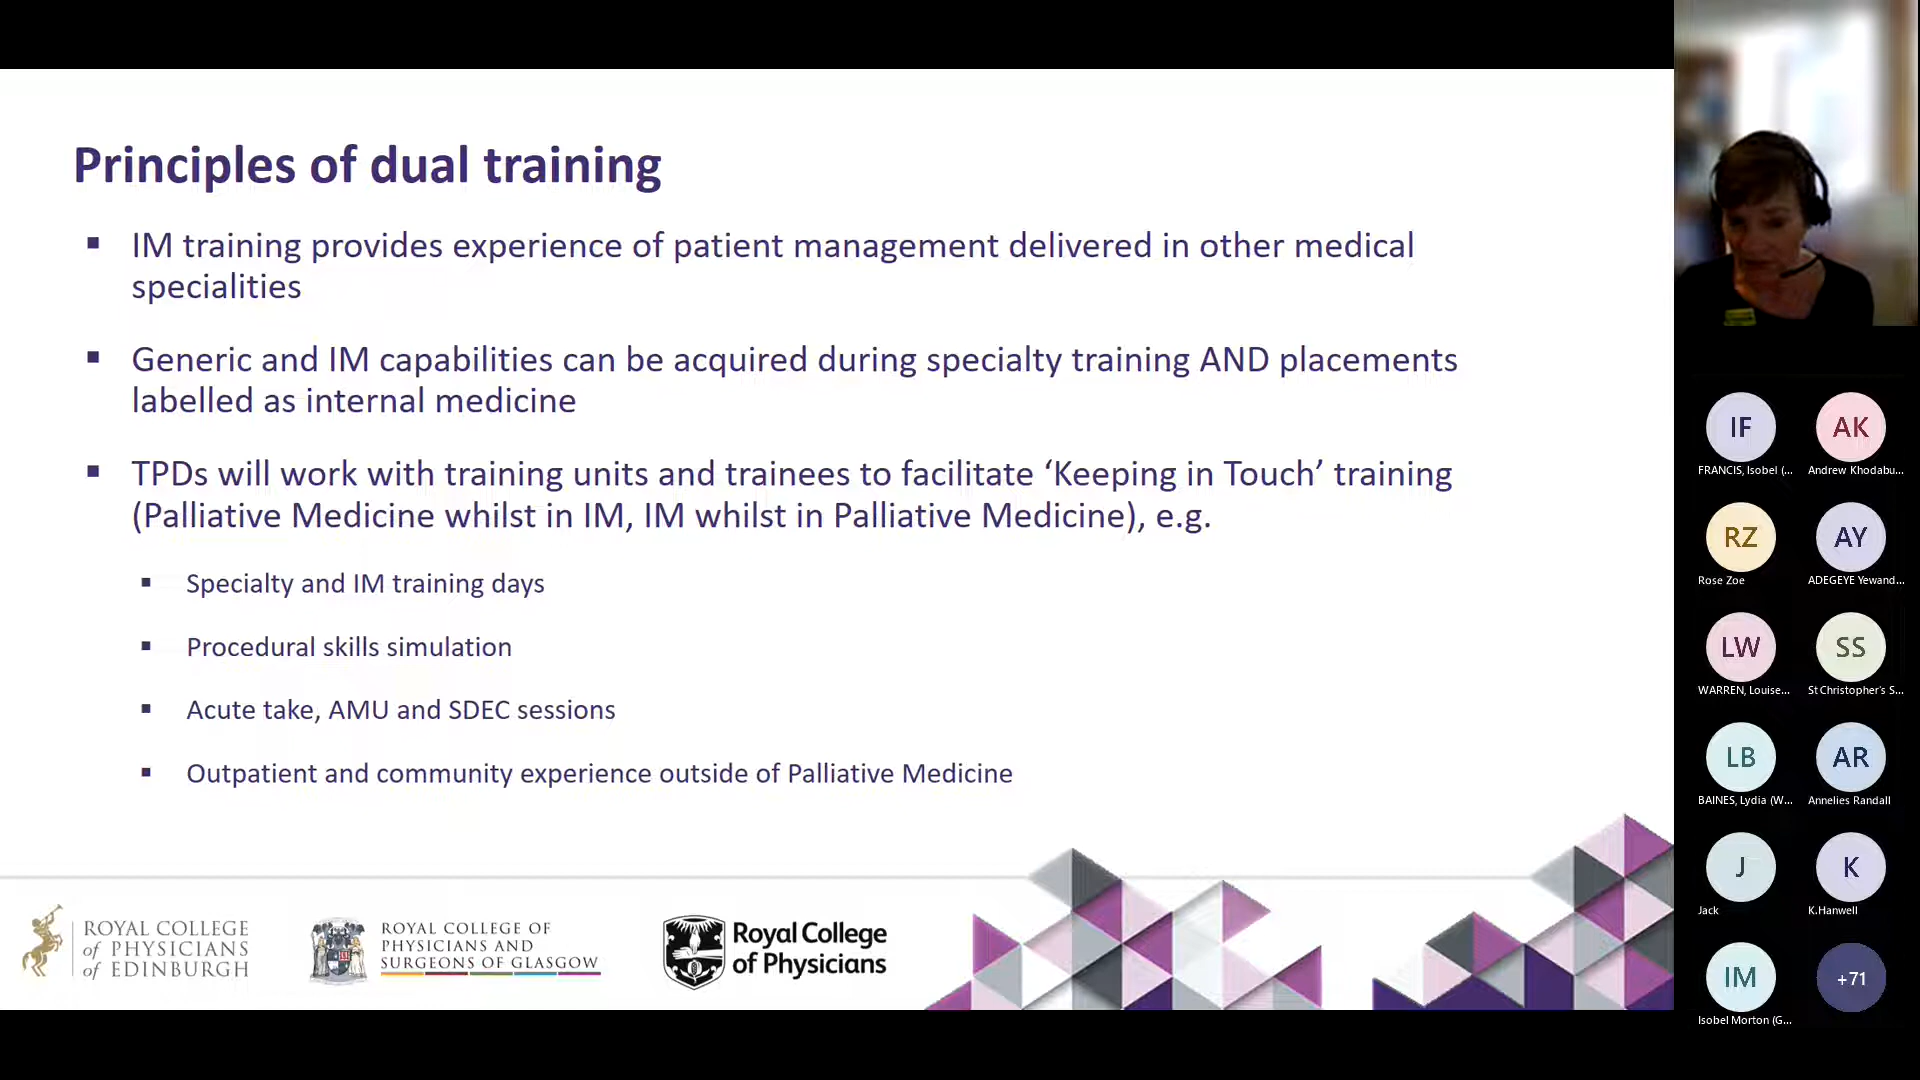 Principles of dual training
IM training provides experience of patient management delivered in other medical
specialities
Generic and IM capabilities can be acquired during specialty training AND placements
labelled as internal medicine
TPDs will work with training units and trainees to facilitate ‘Keeping in Touch’ training
(Palliative Medicine whilst in IM, IM whilst in Palliative Medicine), e.g.
Specialty and IM training days
Procedural skills simulation
Acute take, AMU and SDEC sessions
Outpatient and community experience outside of Palliative Medicine
ROYAL COLLEGE
of PHYSICIANS
of EDINBURGH
ROYAL COLLEGE OF
PHYSICIANS AND
SURGEONS OF GLASGOW
Royal College
of Physicians
IF
FRANCIS, Isobel (...
AK
Andrew Khodabu...
RZ
Rose Zoe
AY
ADEGEYE Yewand...
LW
WARREN, Louise...
SS
St Christopher's S...
LB
BAINES, Lydia (W...
AR
Annelies Randall
J
Jack
K
K.Hanwell
IM
Isobel Morton (G...
+71